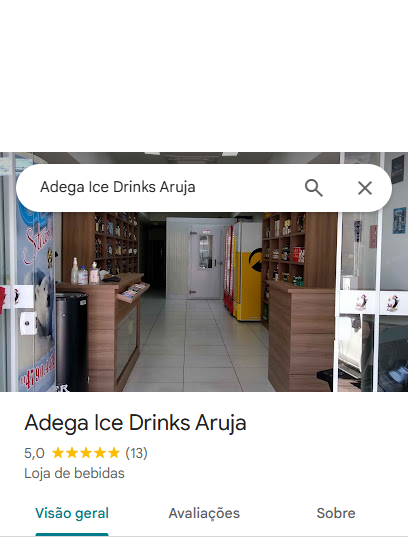 Adega Ice Drinks Aruja
Adega Ice Drinks Aruja
5,0 ★★★★★ (13)
Loja de bebidas
Visão geral Avaliações Sobre